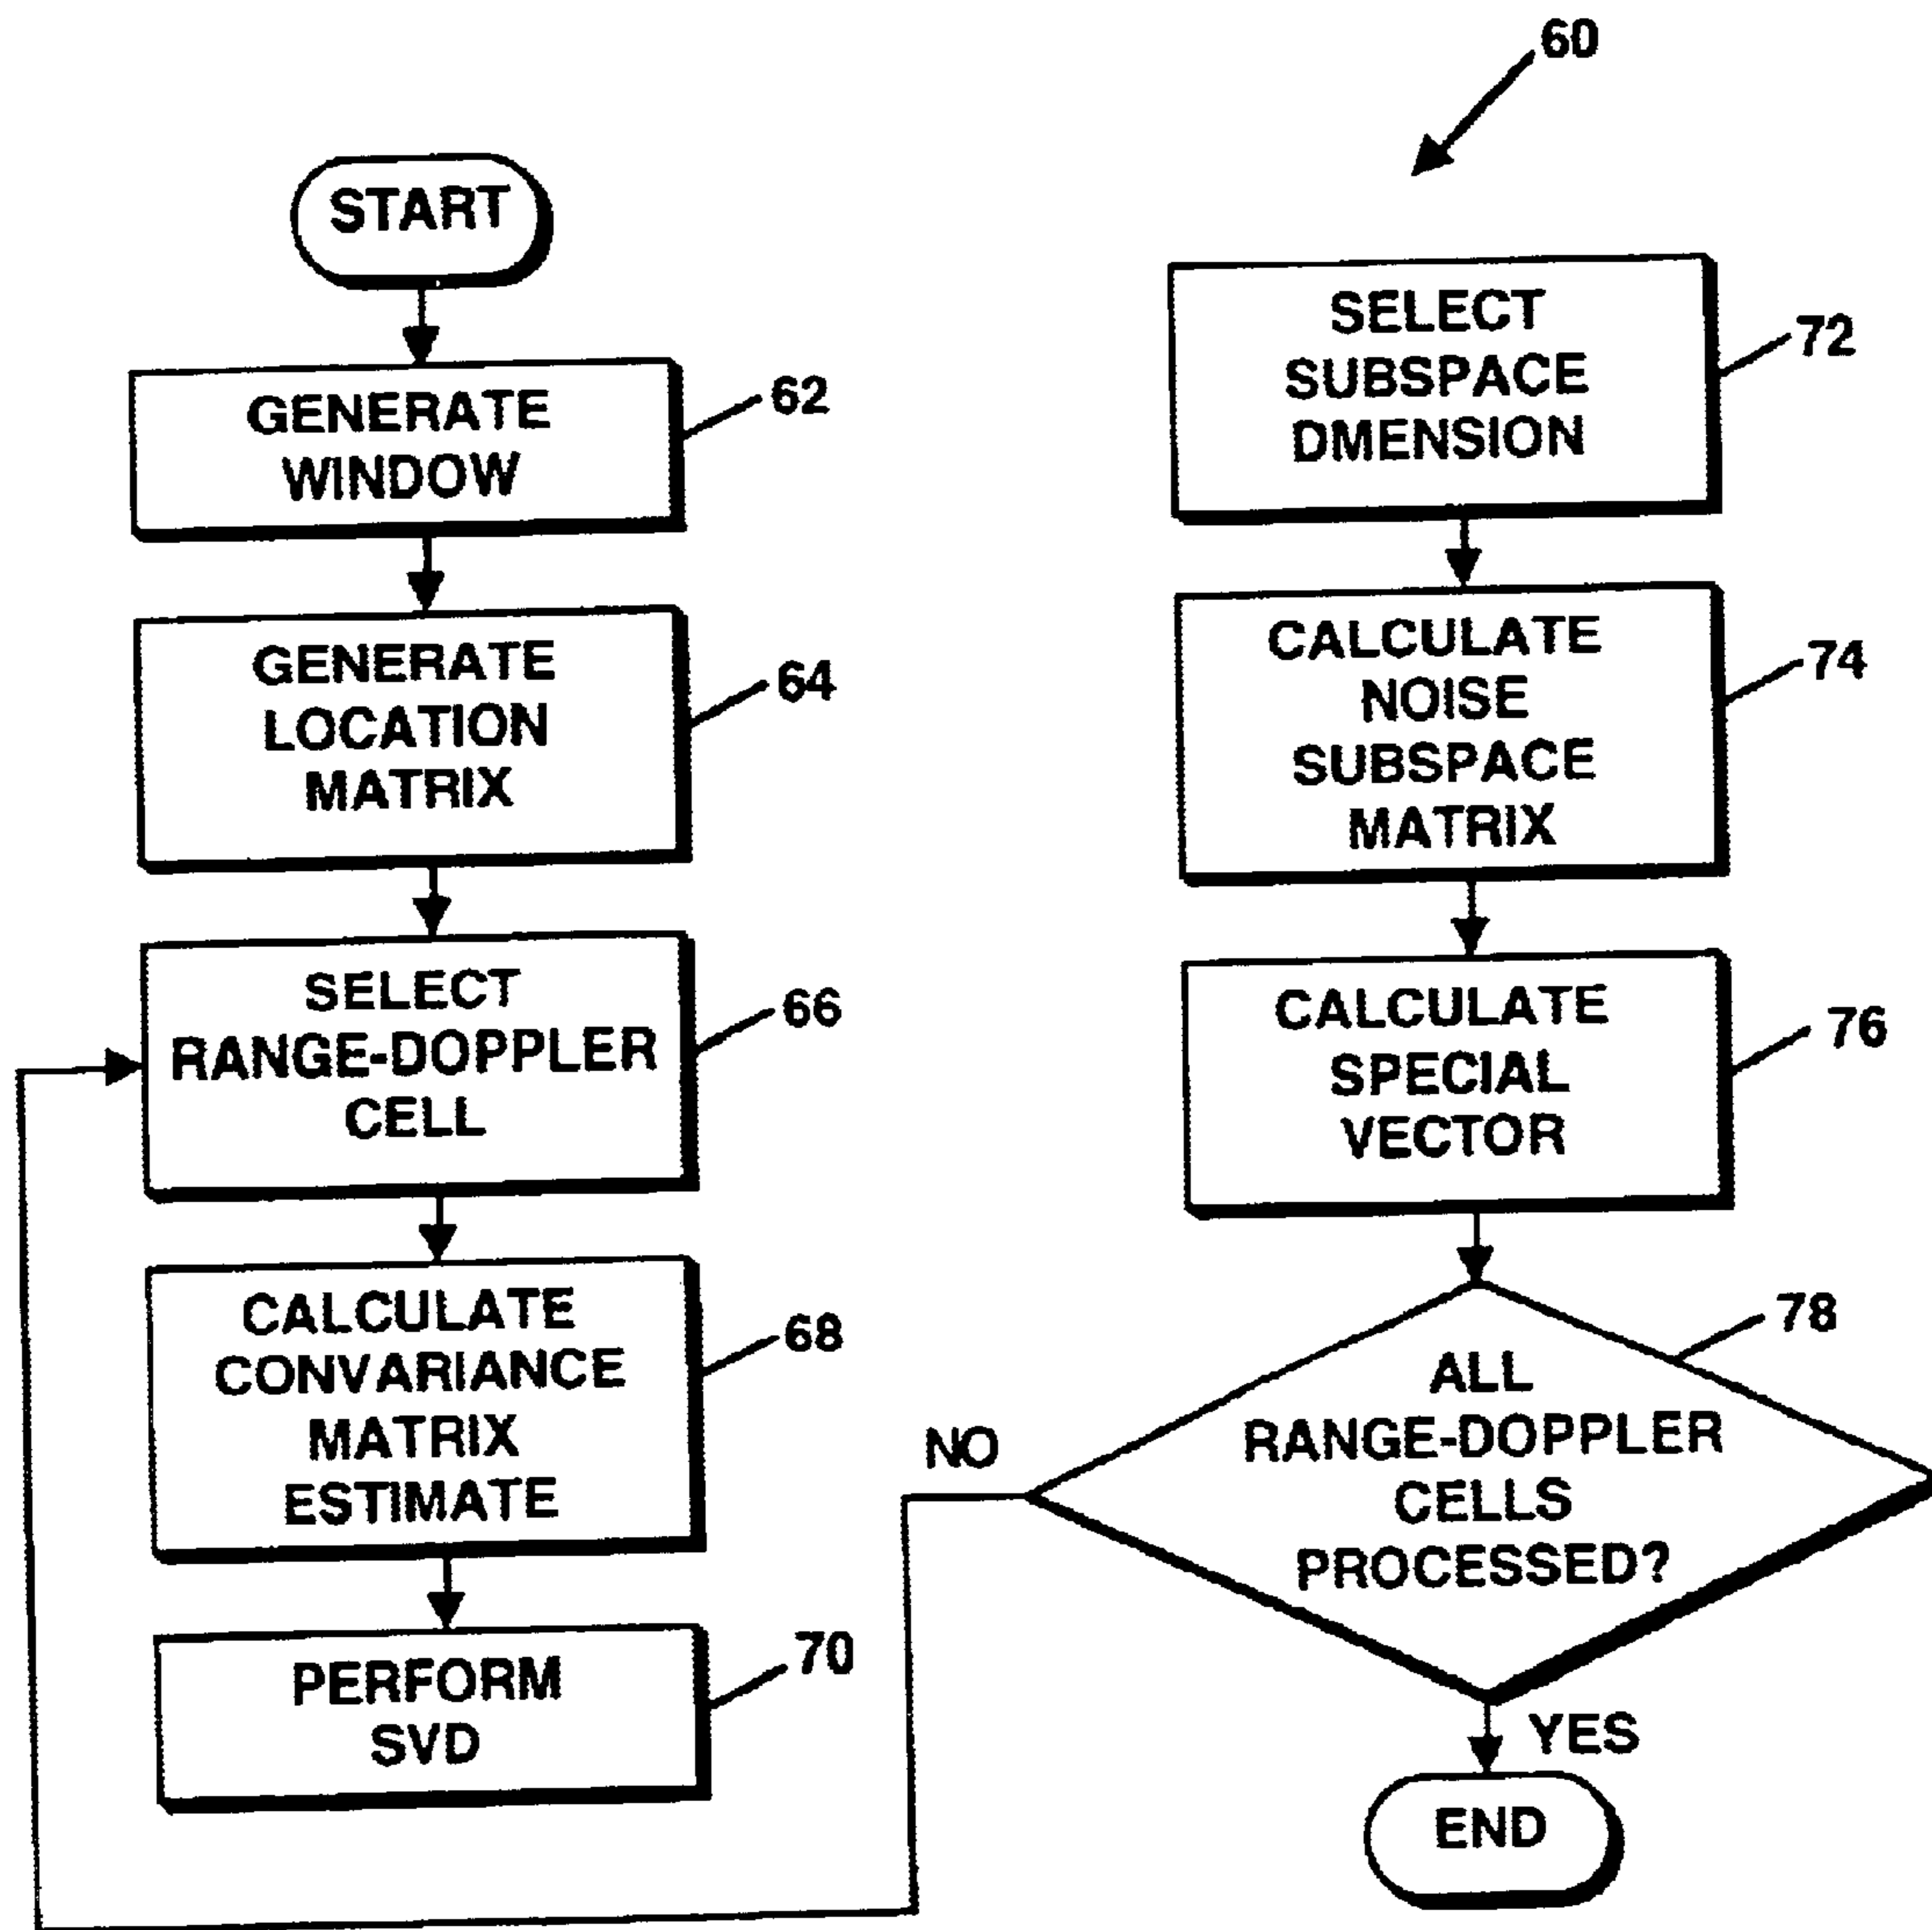 60
START
GENERATE
WINDOW
62
GENERATE
LOCATION
MATRIX
64
SELECT
RANGE-DOPPLER
CELL
66
CALCULATE
CONVARIANCE
MATRIX
ESTIMATE
68
PERFORM
SVD
70
SELECT
SUBSPACE
DMENSION
72
CALCULATE
NOISE
SUBSPACE
MATRIX
74
CALCULATE
SPECIAL
VECTOR
76
ALL
RANGE-DOPPLER
CELLS
PROCESSED?
78
NO
YES
END